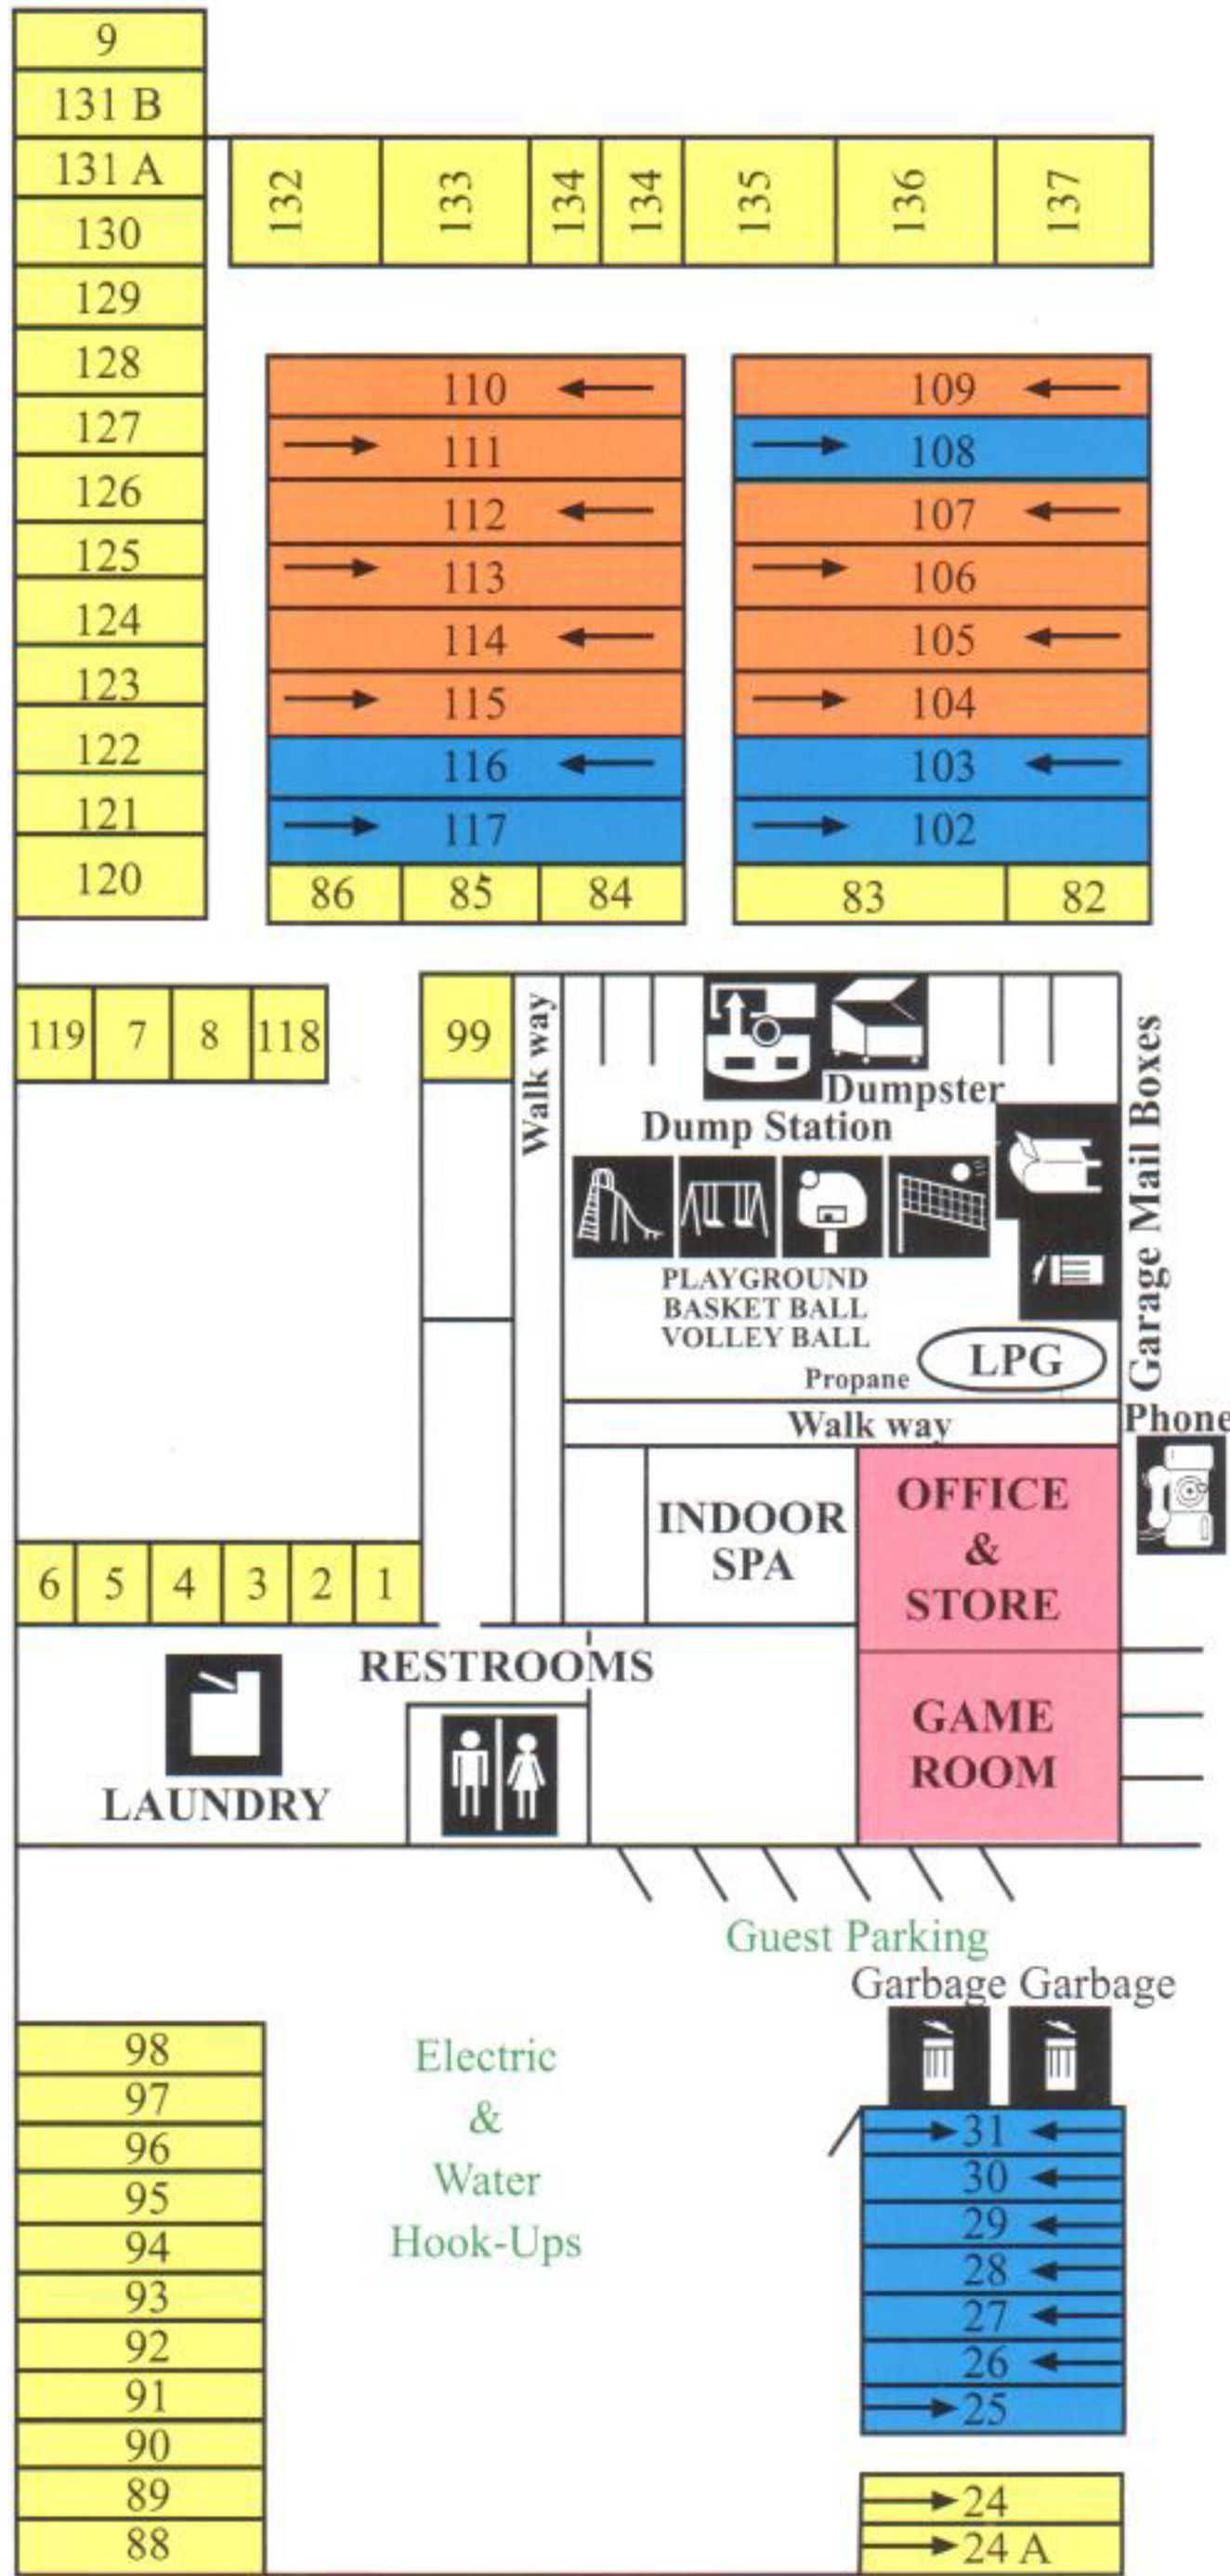 9
131 B
131 A
130
129
128
127
126
125
124
123
122
121
120
132 133 134 134 135 136 137
110
111
112
113
114
115
116
117
86 85 84
109
108
107
106
105
104
103
102
83 82
119 7 8 118
99
Walk way
Dumpster
Dump Station
PLAYGROUND
BASKET BALL
VOLLEY BALL
Propane
LPG
Garage Mail Boxes
Walk way
Phone
INDOOR
SPA
OFFICE
&
STORE
6 5 4 3 2 1
RESTROOMS
LAUNDRY
GAME
ROOM
Guest Parking
Garbage Garbage
98
97
96
95
94
93
92
91
90
89
88
Electric
&
Water
Hook-Ups
31
30
29
28
27
26
25
24
24 A